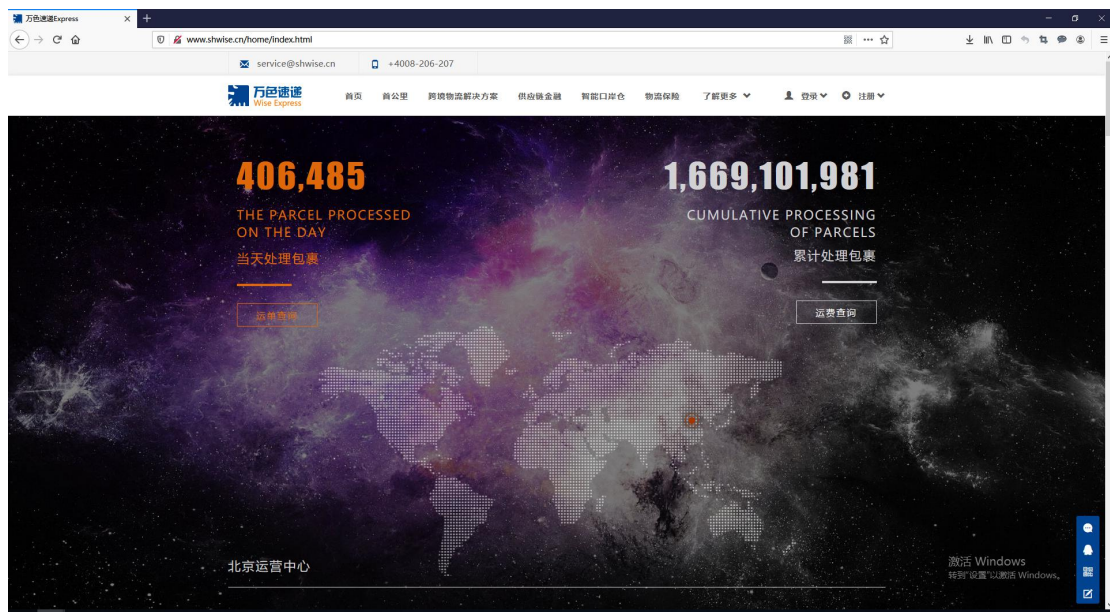 万色速递Express
www.shwise.cn/home/index.html
service@shwise.cn
+4008-206-207
万色速递
Wise Express
首页
首公里
跨境物流解决方案
供应链金融
智能口岸仓
物流保险
了解更多
登录
注册
406,485
THE PARCEL PROCESSED
ON THE DAY
当天处理包裹
运单查询
1,669,101,981
CUMULATIVE PROCESSING
OF PARCELS
累计处理包裹
运费查询
北京运营中心
激活 Windows
转到"设置"以激活 Windows。